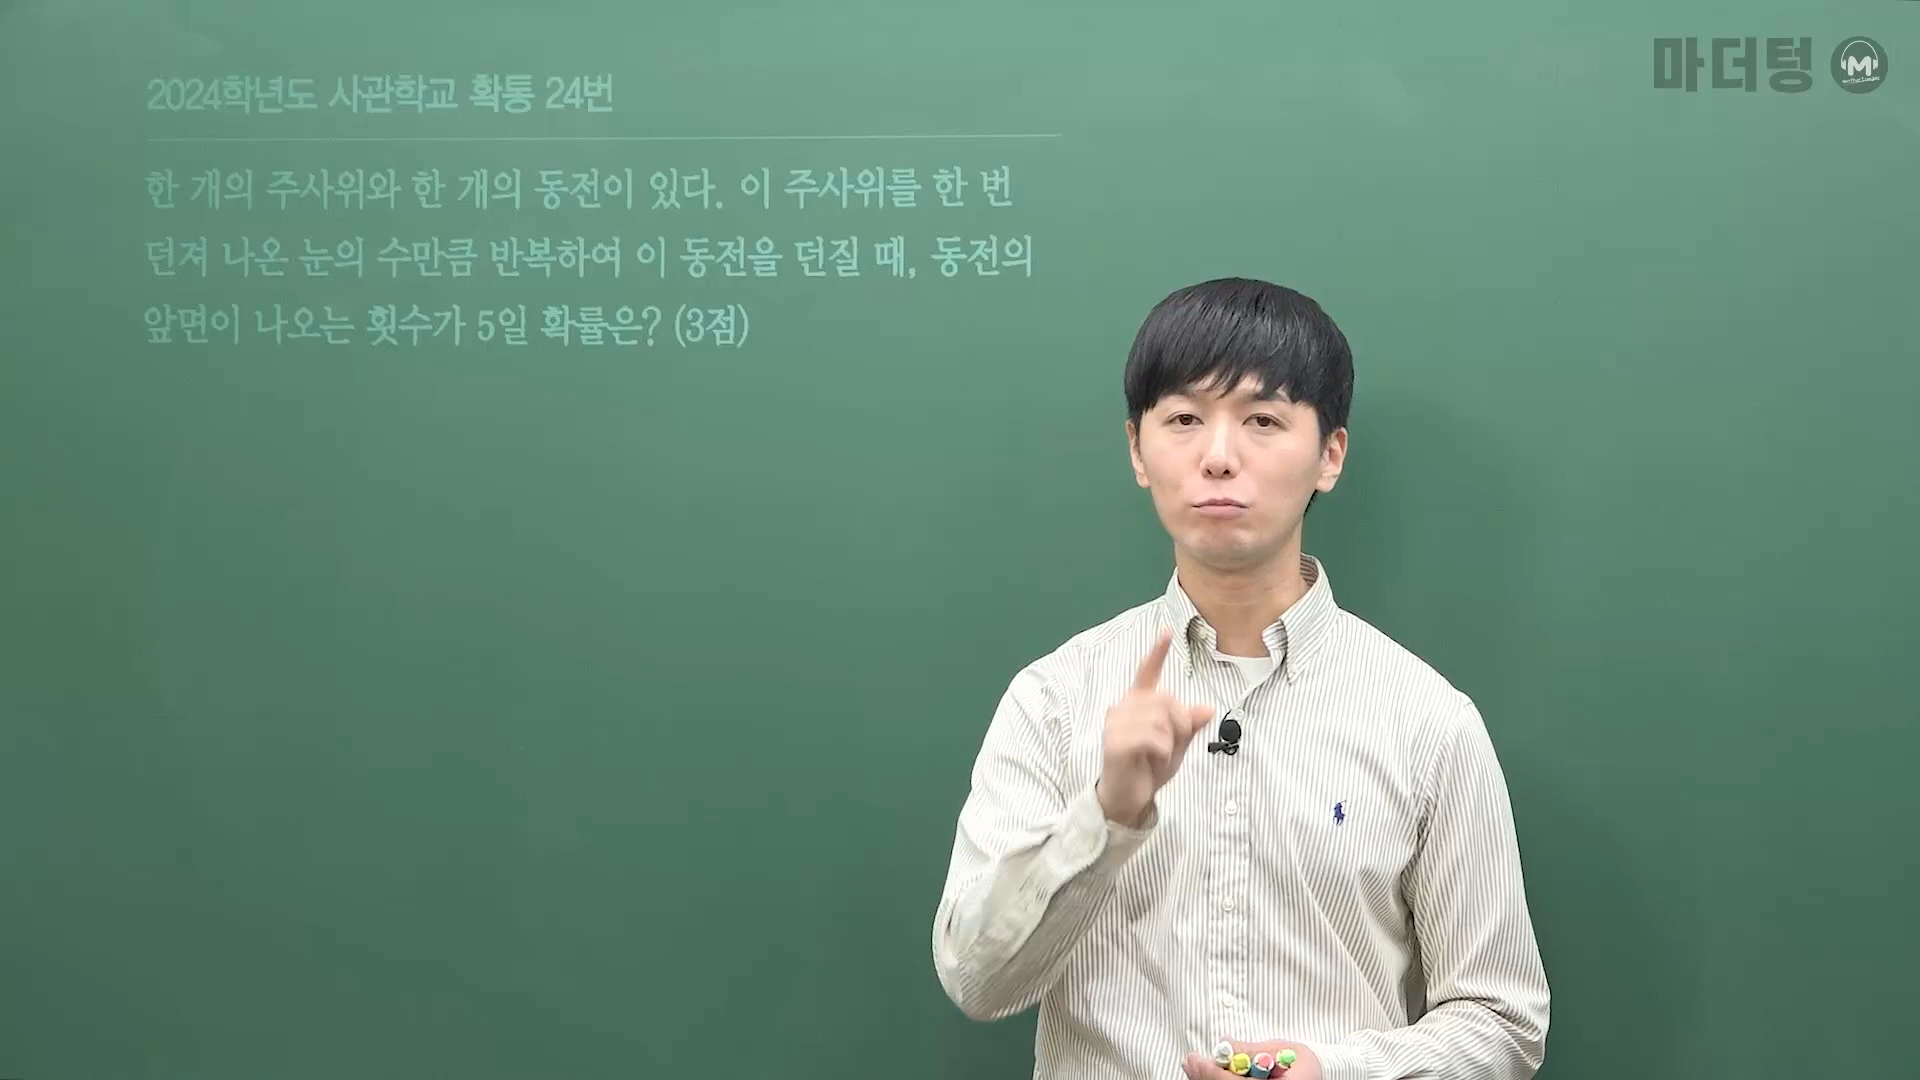 마더텅
M
2024학년도 사관학교 확통 24번
한 개의 주사위와 한 개의 동전이 있다. 이 주사위를 한 번
던져 나온 눈의 수만큼 반복하여 이 동전을 던질 때, 동전의
앞면이 나오는 횟수가 5일 확률은? (3점)